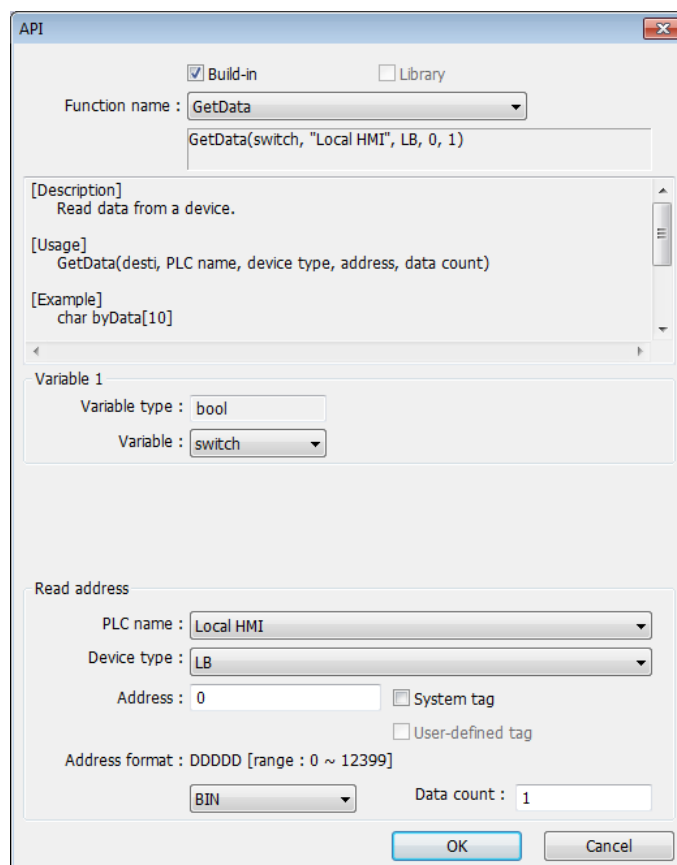 API
Build-in Library
Function name : GetData
GetData(switch, "Local HMI", LB, 0, 1)
[Description]
Read data from a device.
[Usage]
GetData(desti, PLC name, device type, address, data count)
[Example]
char byData[10]
Variable 1
Variable type : bool
Variable : switch
Read address
PLC name : Local HMI
Device type : LB
Address : 0 System tag
User-defined tag
Address format : DDDDD [range : 0 ~ 12399]
BIN Data count : 1
OK Cancel